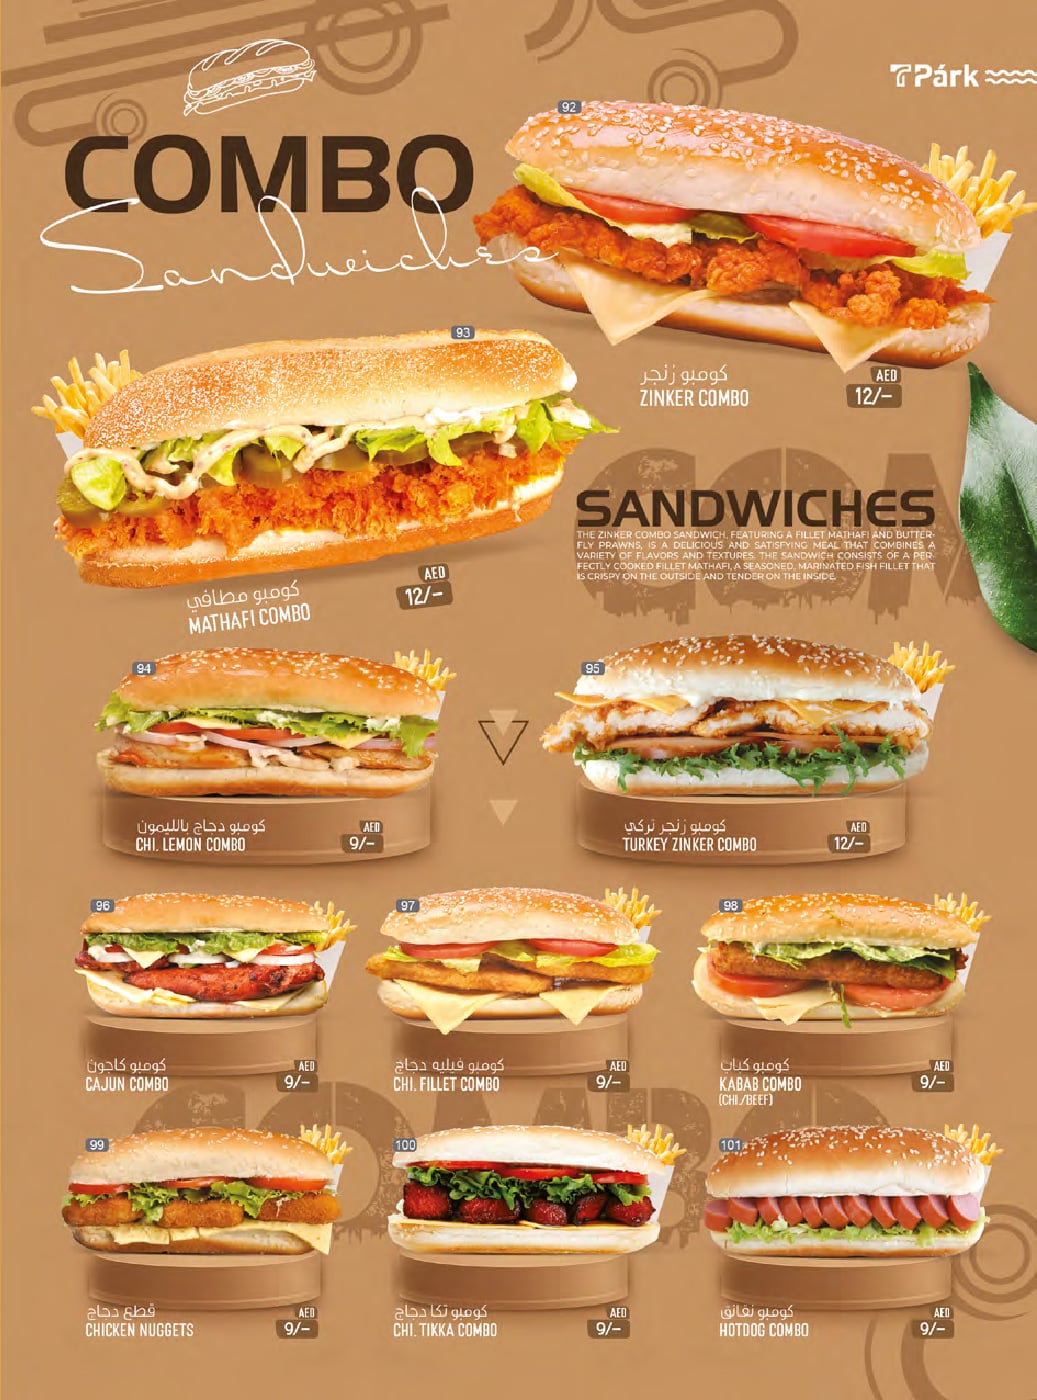 TPárk
COMBO
Sandwiches
92
كومبو زنجر
ZINKER COMBO
AED
12/-
93
كومبو مطافي
MATHAFI COMBO
AED
12/-
SANDWICHES
THE ZINKER COMBO SANDWICH, FEATURING A FILLET MATHAFI AND BUTTER-
FLY PRAWNS, IS A DELICIOUS AND SATISFYING MEAL THAT COMBINES A
VARIETY OF FLAVORS AND TEXTURES. THE SANDWICH CONSISTS OF A PER-
FECTLY COOKED FILLET MATHAFI, A SEASONED, MARINATED FISH FILLET THAT
IS CRISPY ON THE OUTSIDE AND TENDER ON THE INSIDE.
COM
94
كومبو دجاج بالليمون
CHI. LEMON COMBO
AED
9/-
95
كومبو زنجر تركي
TURKEY ZINKER COMBO
AED
12/-
96
كومبو كاجون
CAJUN COMBO
AED
9/-
97
كومبو فيليه دجاج
CHI. FILLET COMBO
AED
9/-
98
كومبو كباب
KABAB COMBO
(CHI./BEEF)
AED
9/-
COMBO
99
قطع دجاج
CHICKEN NUGGETS
AED
9/-
100
كومبو تكا دجاج
CHI. TIKKA COMBO
AED
9/-
101
كومبو نقانق
HOTDOG COMBO
AED
9/-